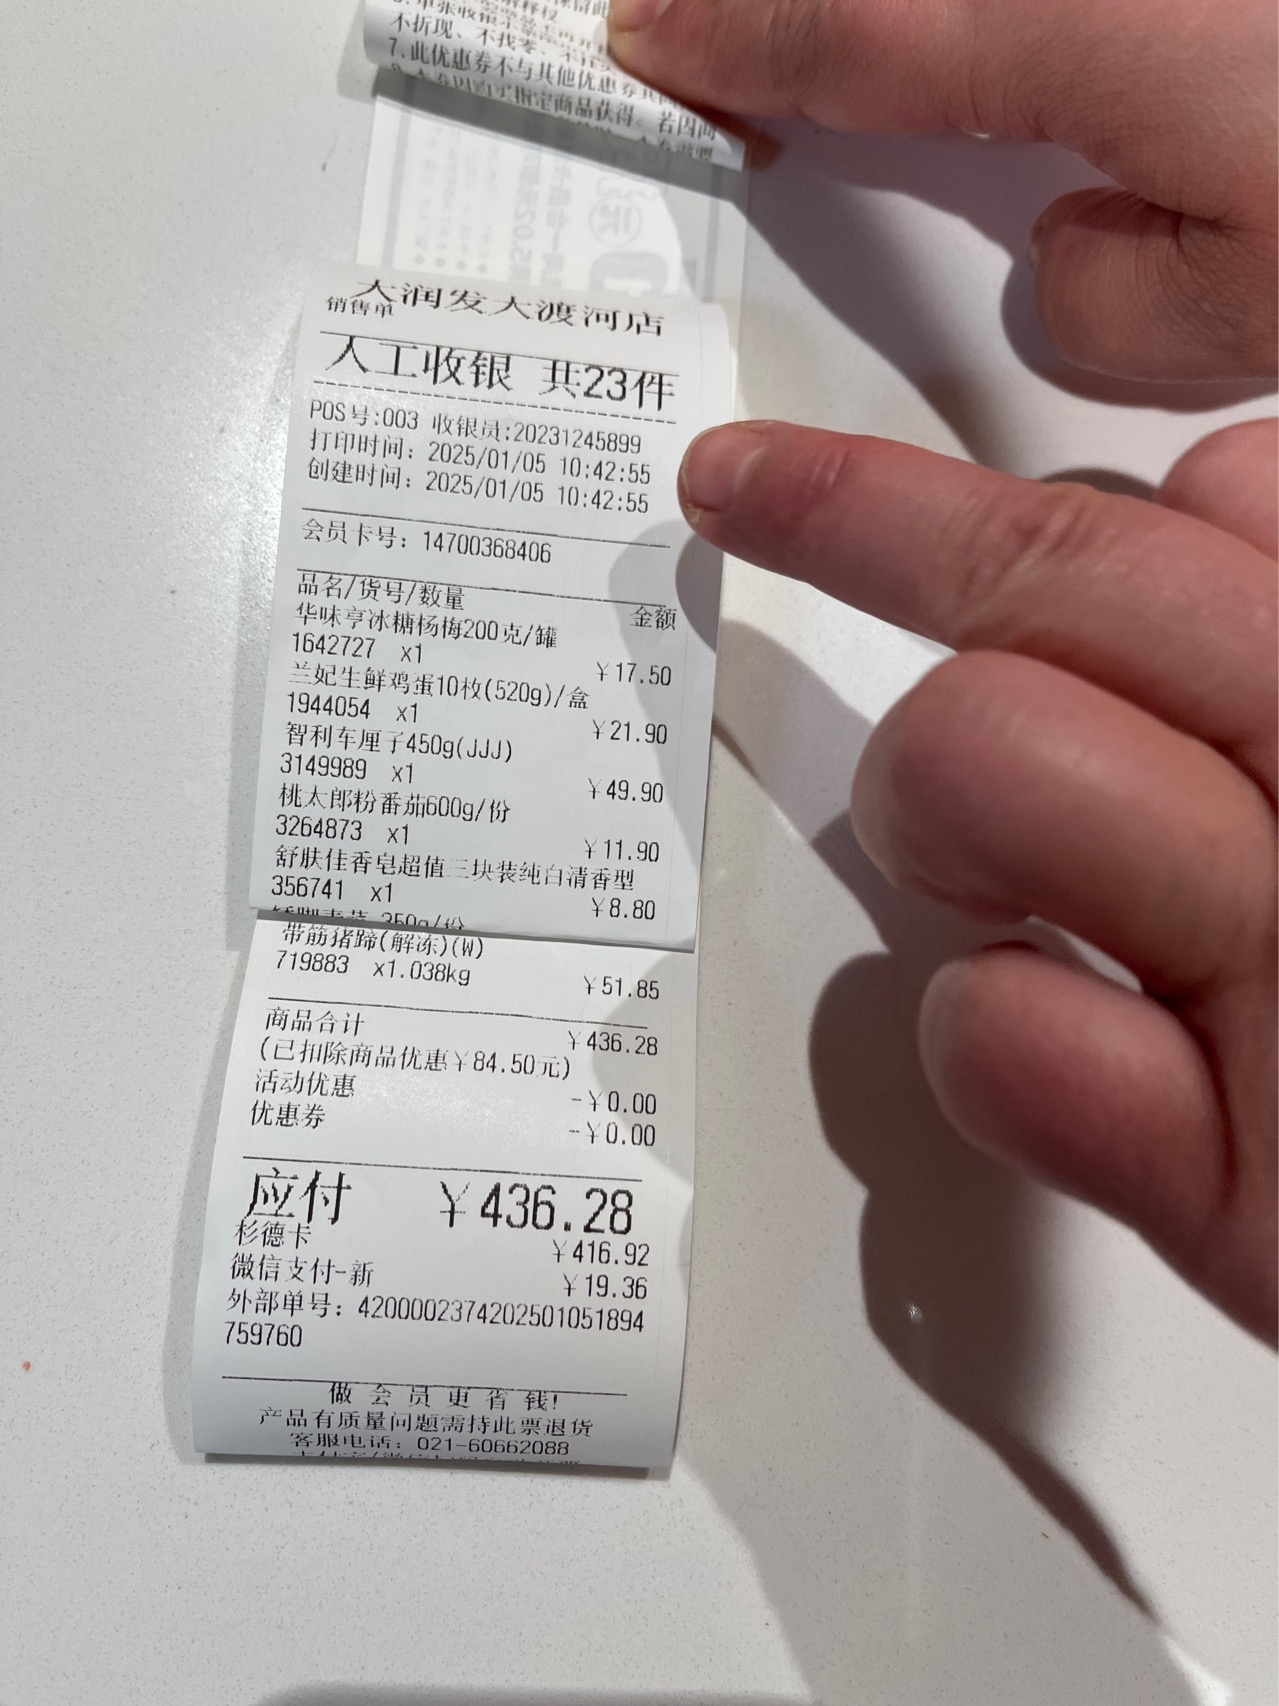 不折现、不找零、
7.此优惠券不与其他优惠券
指定商品获得。若因
大润发大渡河店
销售单
人工收银 共23件
POS号:003 收银员:20231245899
打印时间: 2025/01/05 10:42:55
创建时间: 2025/01/05 10:42:55
会员卡号: 14700368406
品名/货号/数量 金额
华味亨冰糖杨梅200克/罐
1642727 x1 ¥17.50
兰妃生鲜鸡蛋10枚(520g)/盒
1944054 x1 ¥21.90
智利车厘子450g(JJJ)
3149989 x1 ¥49.90
桃太郎粉番茄600g/份
3264873 x1 ¥11.90
舒肤佳香皂超值三块装纯白清香型
356741 x1 ¥8.80
350g/份
带筋猪蹄(解冻)(W)
719883 x1.038kg ¥51.85
商品合计 ¥436.28
(已扣除商品优惠¥84.50元)
活动优惠 -¥0.00
优惠券 -¥0.00
应付 ¥436.28
杉德卡 ¥416.92
微信支付-新 ¥19.36
外部单号: 4200002374202501051894
759760
做会员更省钱!
产品有质量问题需持此票退货
客服电话: 021-60662088